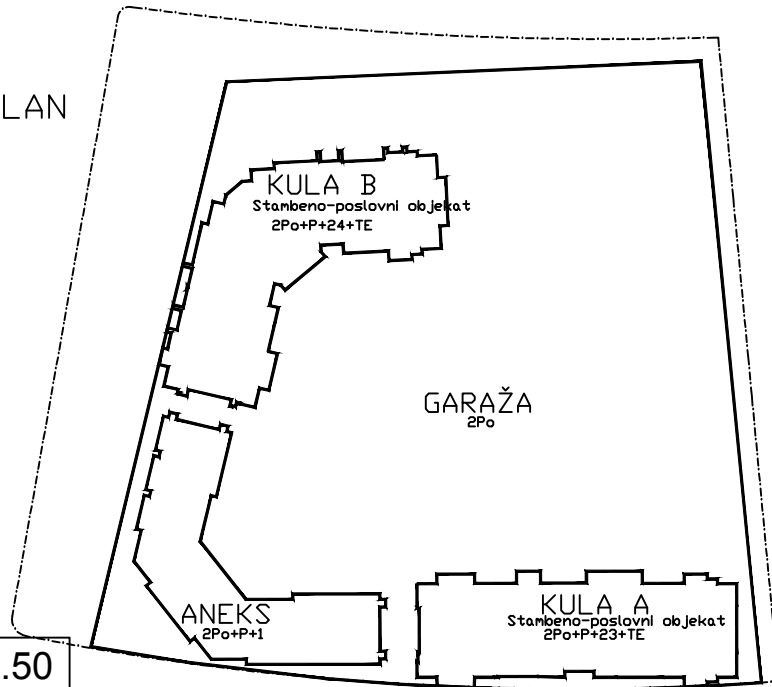 LAN
KULA B
Stambeno-poslovni objekat
2Po+P+24+TE
GARAŽA
2Po
ANEKS
2Po+P+1
KULA A
Stambeno-poslovni objekat
2Po+P+23+TE
.50